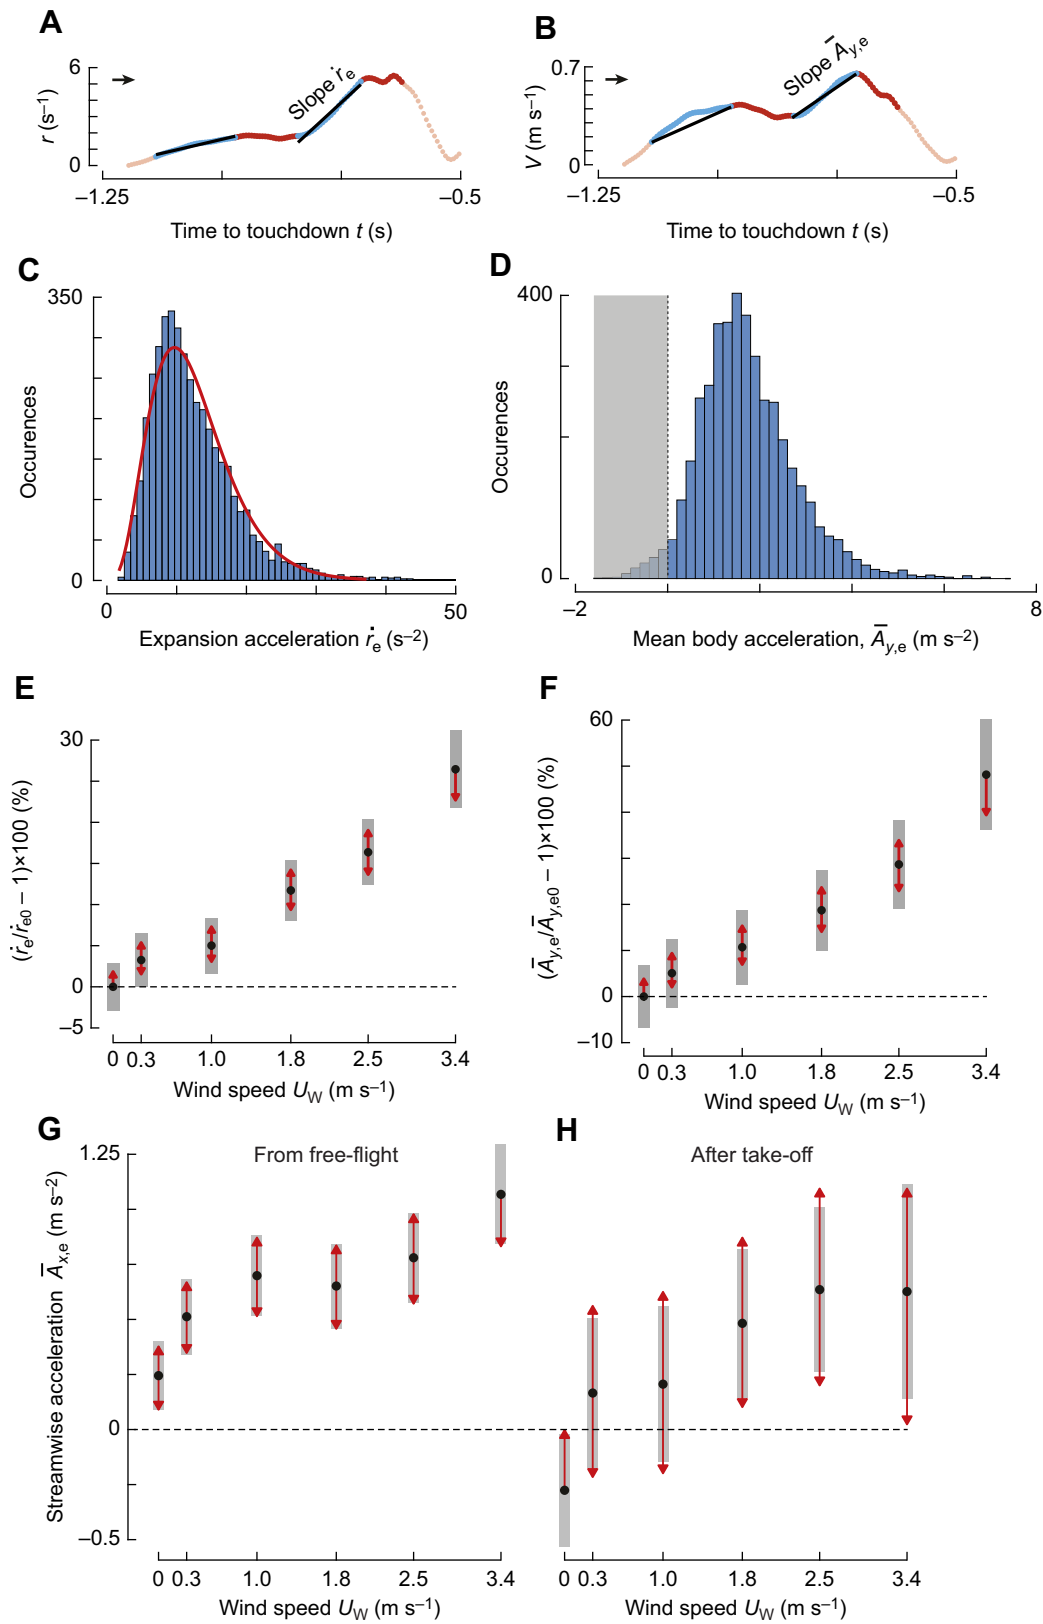 A
6
r (s⁻¹)
0
Slope ṙe
−1.25
−0.5
Time to touchdown t (s)
B
0.7
V (m s⁻¹)
0
Slope A̅y,e
−1.25
−0.5
Time to touchdown t (s)
C
350
Occurences
0
0
50
Expansion acceleration ṙe (s⁻²)
D
400
Occurences
0
−2
8
Mean body acceleration, A̅y,e (m s⁻²)
E
30
(ṙe/ṙe0 − 1)×100 (%)
0
−5
0 0.3 1.0 1.8 2.5 3.4
Wind speed UW (m s⁻¹)
F
60
(A̅y,e/A̅y,e0 − 1)×100 (%)
0
−10
0 0.3 1.0 1.8 2.5 3.4
Wind speed UW (m s⁻¹)
G
From free-flight
1.25
Streamwise acceleration A̅x,e (m s⁻²)
0
−0.5
0 0.3 1.0 1.8 2.5 3.4
Wind speed UW (m s⁻¹)
H
After take-off
0 0.3 1.0 1.8 2.5 3.4
Wind speed UW (m s⁻¹)